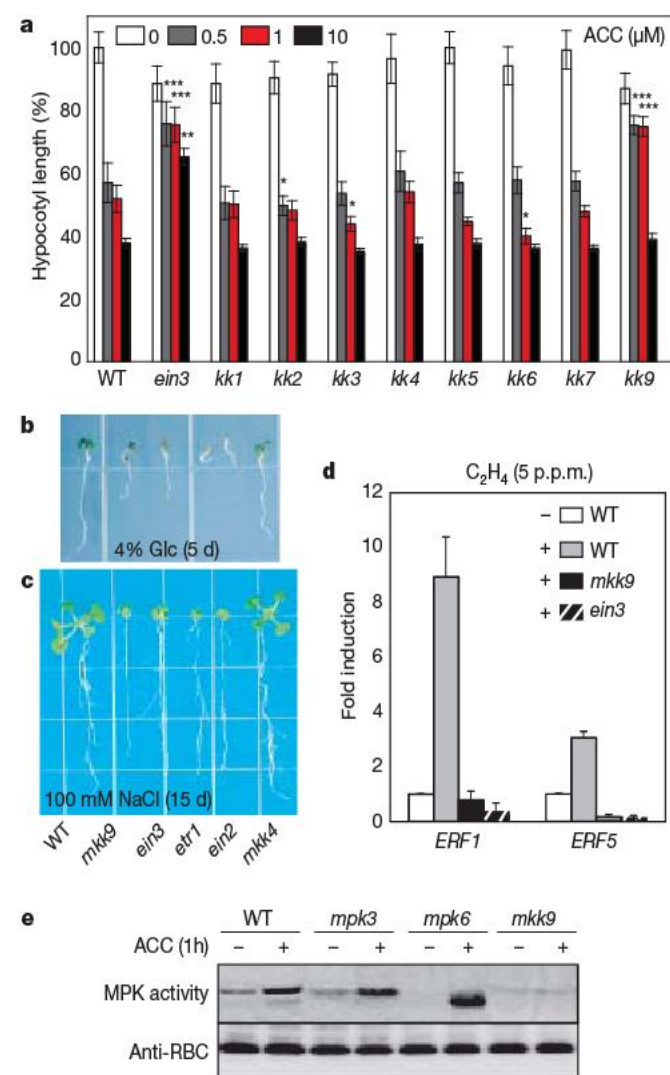 a
0 0.5 1 10 ACC (µM)
Hypocotyl length (%)
100
80
60
40
20
0
*** *** **
*
*
*
*** ***
WT ein3 kk1 kk2 kk3 kk4 kk5 kk6 kk7 kk9
b
4% Glc (5 d)
c
100 mM NaCl (15 d)
WT mkk9 ein3 etr1 ein2 mkk4
d
C₂H₄ (5 p.p.m.)
Fold induction
12
10
8
6
4
2
0
– WT
+ WT
+ mkk9
+ ein3
ERF1 ERF5
e
WT mpk3 mpk6 mkk9
ACC (1h) – + – + – + – +
MPK activity
Anti-RBC